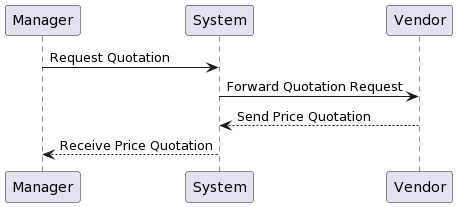 Manager System Vendor
Request Quotation
Forward Quotation Request
Send Price Quotation
Receive Price Quotation
Manager System Vendor